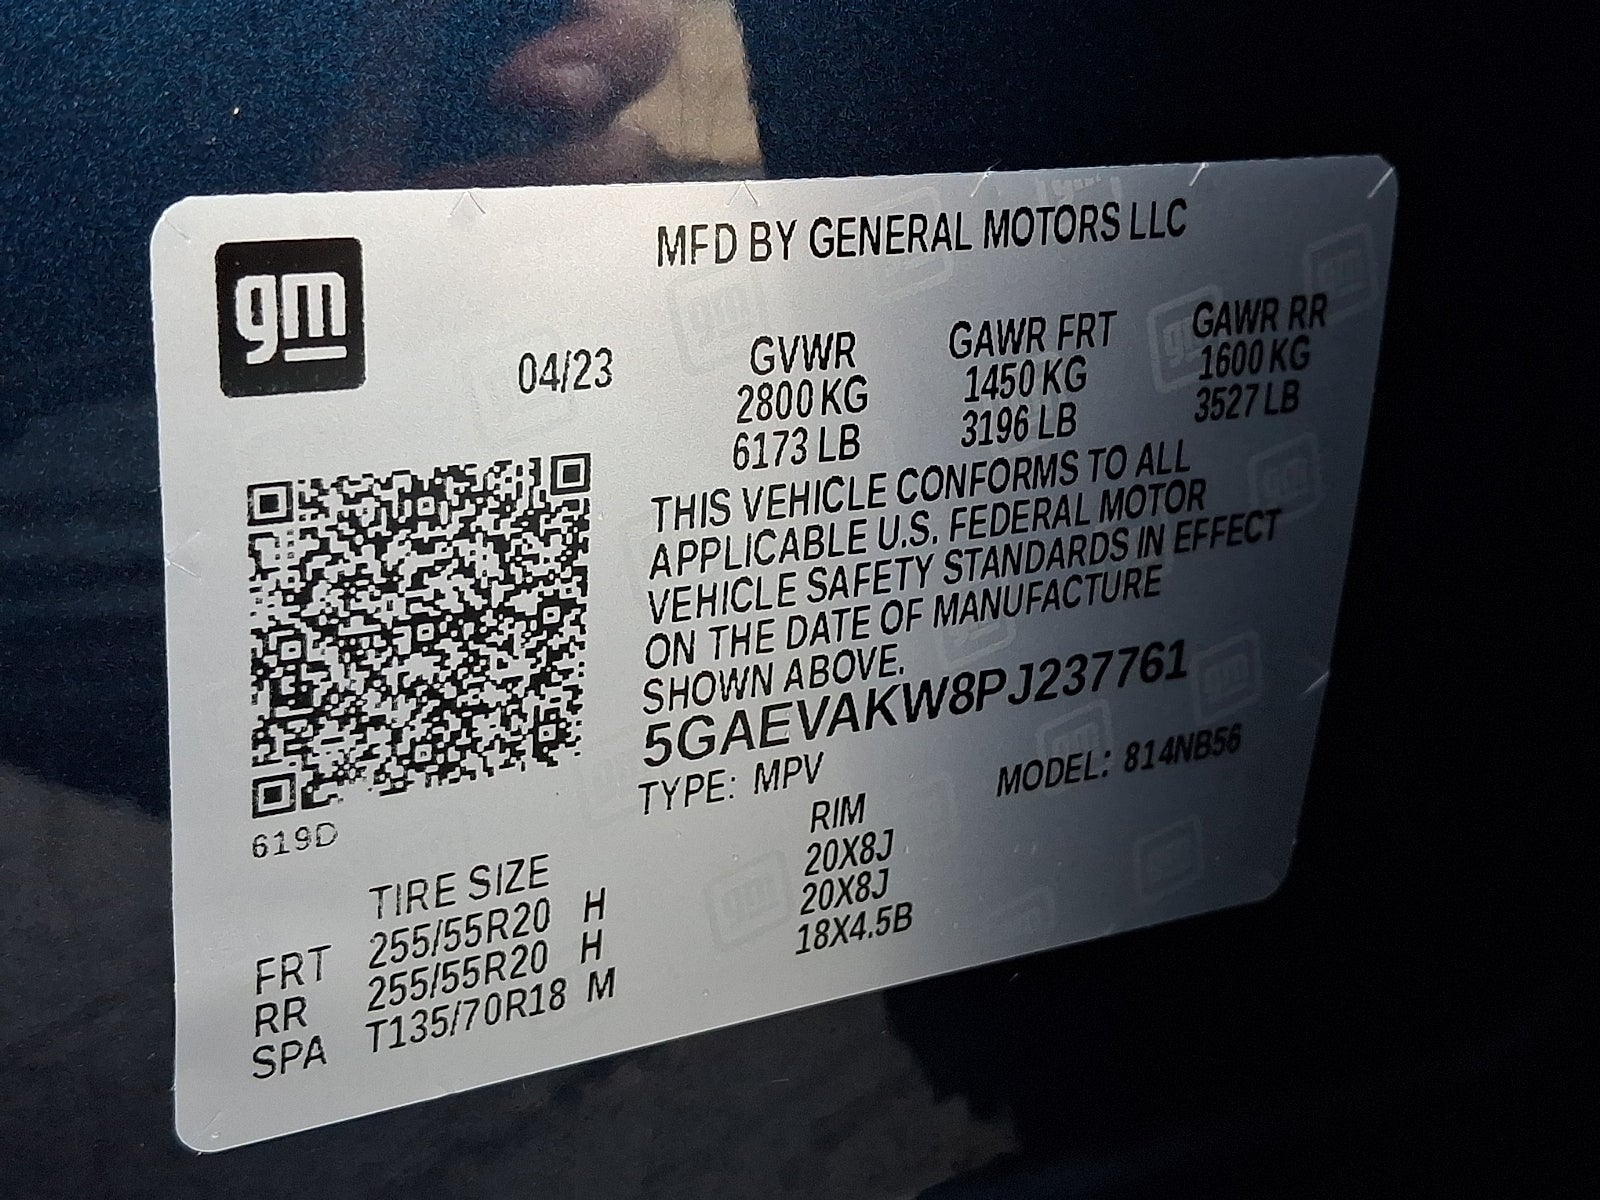 gm
MFD BY GENERAL MOTORS LLC
04/23
GVWR GAWR FRT GAWR RR
2800 KG 1450 KG 1600 KG
6173 LB 3196 LB 3527 LB
THIS VEHICLE CONFORMS TO ALL
APPLICABLE U.S. FEDERAL MOTOR
VEHICLE SAFETY STANDARDS IN EFFECT
ON THE DATE OF MANUFACTURE
SHOWN ABOVE.
5GAEVAKW8PJ237761
TYPE: MPV MODEL: 814NB56
619D
TIRE SIZE RIM
FRT 255/55R20 H 20X8J
RR 255/55R20 H 20X8J
SPA T135/70R18 M 18X4.5B